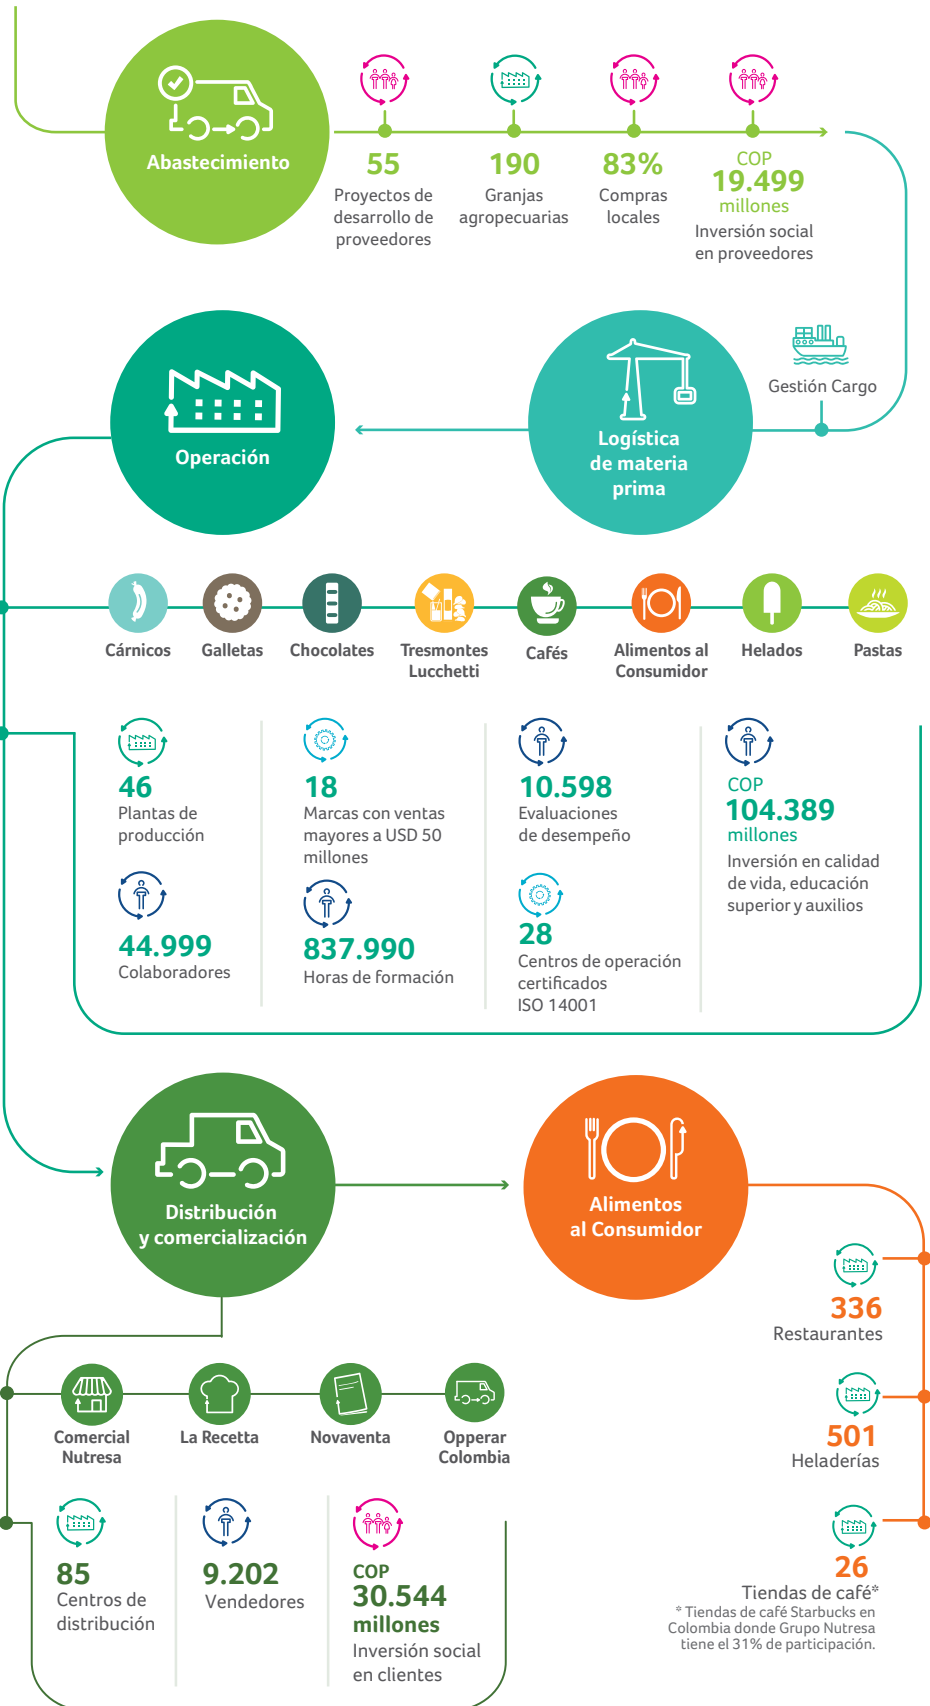 Abastecimiento
55
Proyectos de
desarrollo de
proveedores
190
Granjas
agropecuarias
83%
Compras
locales
COP
19.499
millones
Inversión social
en proveedores
Gestión Cargo
Logística
de materia
prima
Operación
Cárnicos
Galletas
Chocolates
Tresmontes
Lucchetti
Cafés
Alimentos al
Consumidor
Helados
Pastas
46
Plantas de
producción
44.999
Colaboradores
18
Marcas con ventas
mayores a USD 50
millones
837.990
Horas de formación
10.598
Evaluaciones
de desempeño
28
Centros de operación
certificados
ISO 14001
COP
104.389
millones
Inversión en calidad
de vida, educación
superior y auxilios
Distribución
y comercialización
Alimentos
al Consumidor
336
Restaurantes
501
Heladerías
26
Tiendas de café*
* Tiendas de café Starbucks en
Colombia donde Grupo Nutresa
tiene el 31% de participación.
Comercial
Nutresa
La Recetta
Novaventa
Opperar
Colombia
85
Centros de
distribución
9.202
Vendedores
COP
30.544
millones
Inversión social
en clientes